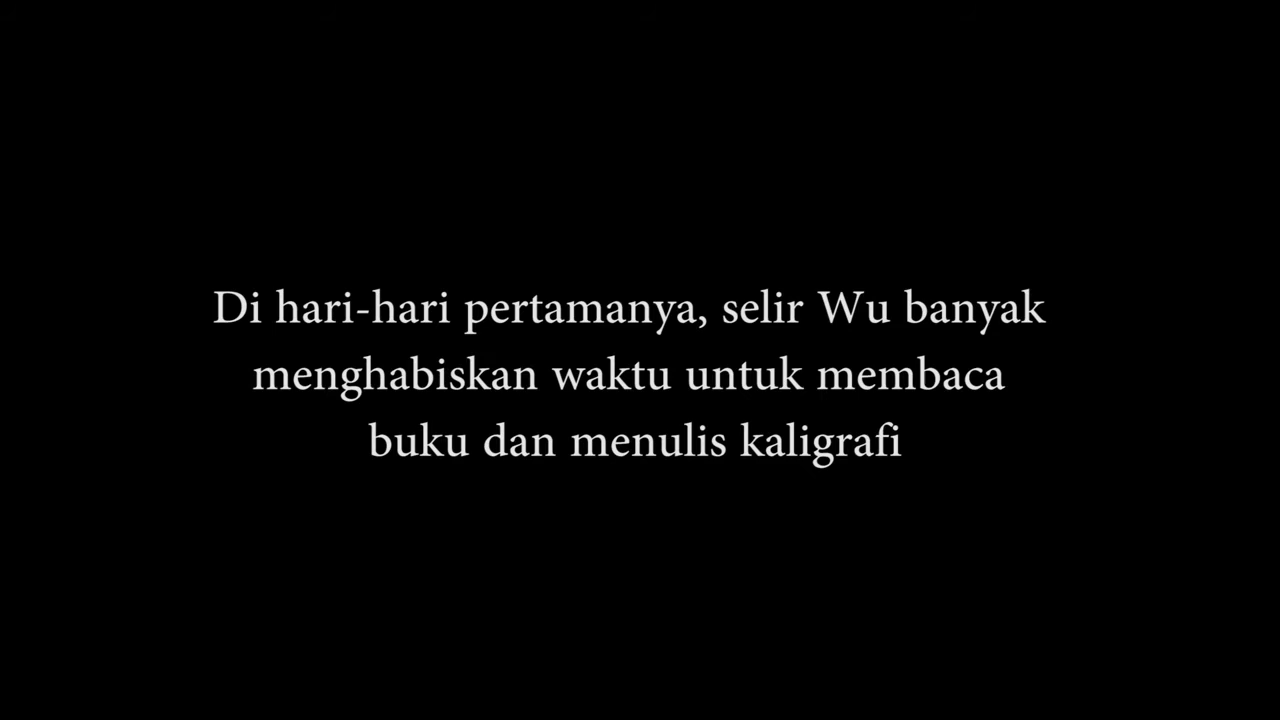 Di hari-hari pertamanya, selir Wu banyak
menghabiskan waktu untuk membaca
buku dan menulis kaligrafi